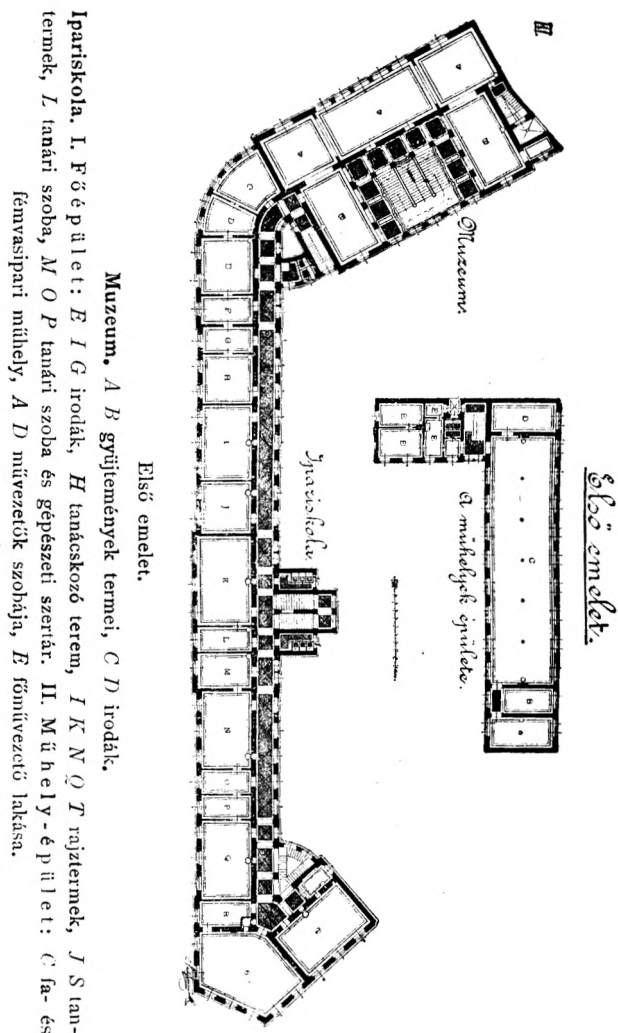 III.
Első emelet.
Muzeum.
A műhelyek épülete.
Ipariskola
A
A
A
B
B
C
D
D
F
G
H
I
J
K
L
M
N
O
P
Q
R
D
C
B
A
E
E
E
E
Első emelet.
Muzeum. A B gyüjtemények termei, C D irodák.
Ipariskola. I. Főépület: E I G irodák, H tanácskozó terem, I K N Q T rajztermek, J S tan-
termek, L tanári szoba, M O P tanári szoba és gépészeti szertár. II. Műhely-épület: C fa- és
fémvasipari műhely, A D művezetők szobája, E főművezető lakása.